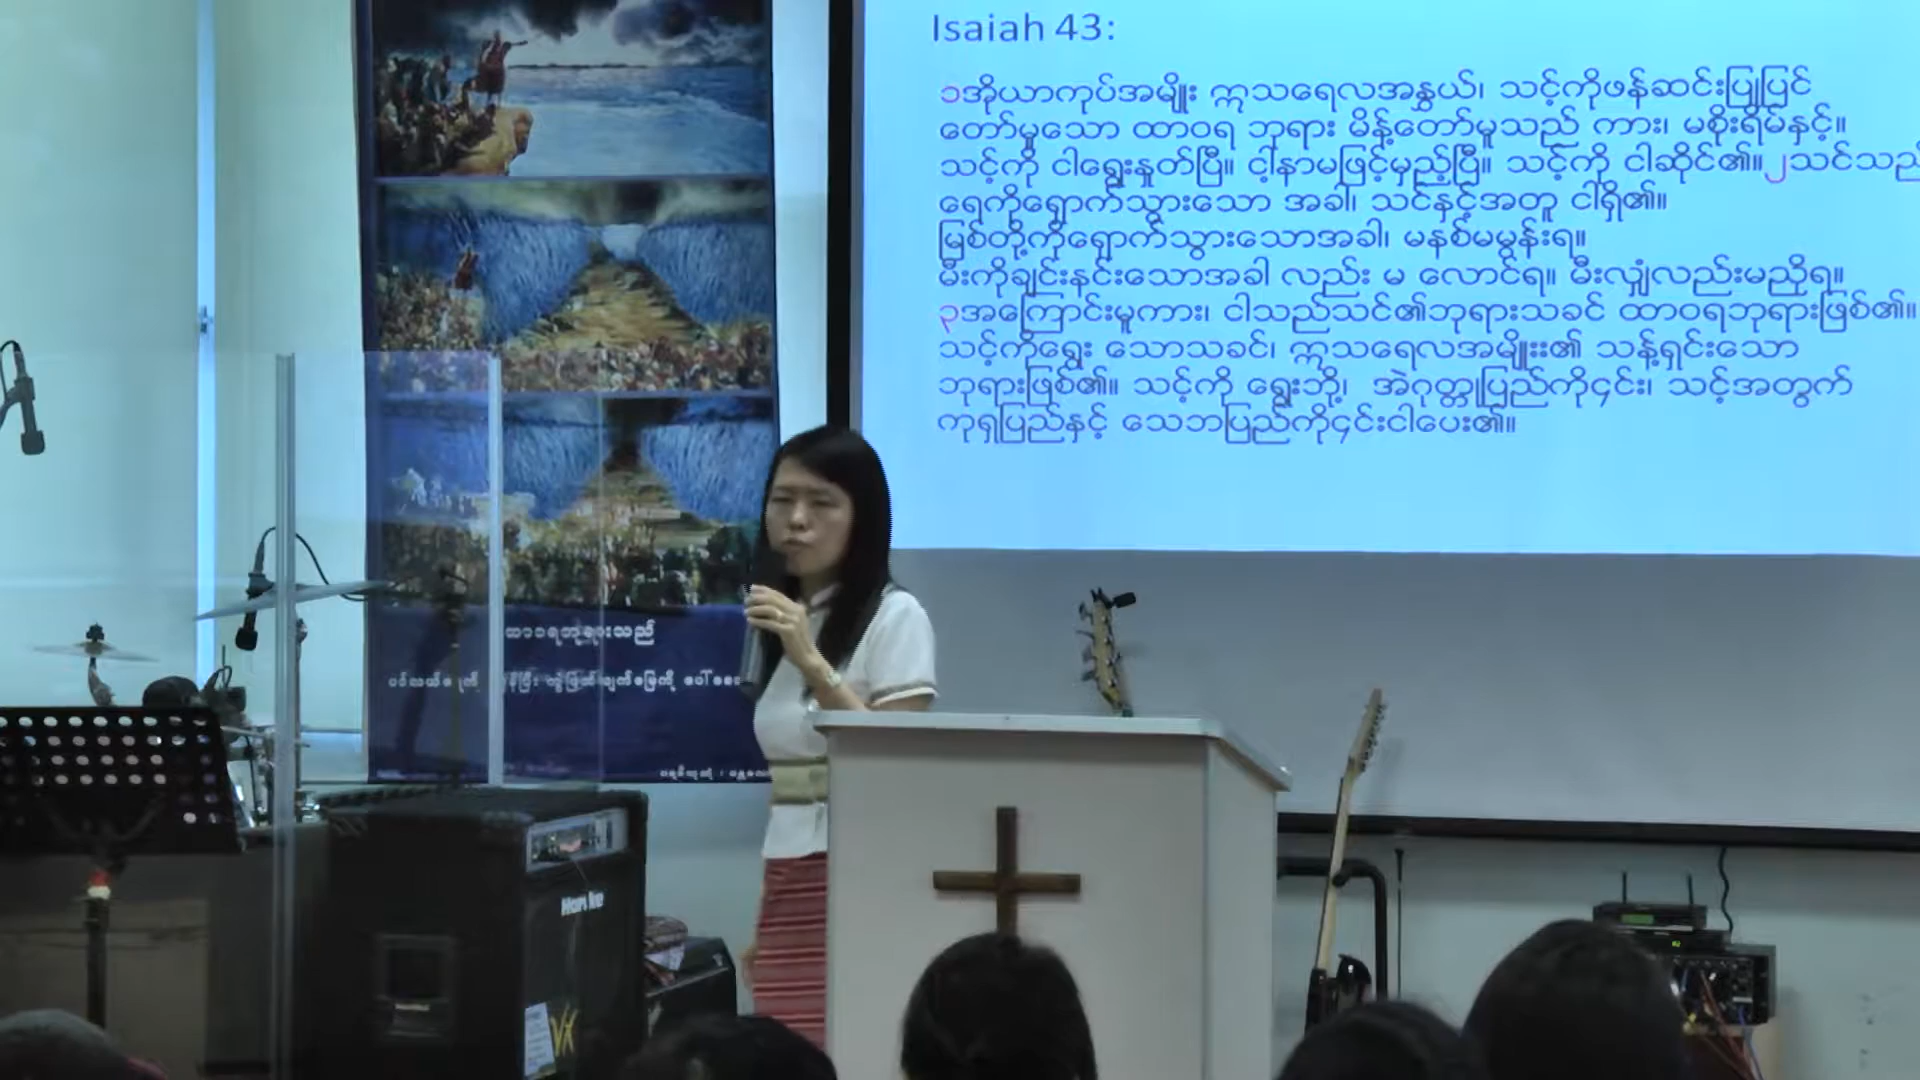 Isaiah 43:
၁အိုယာကုပ်အမျိုး ဣသရေလအနွှယ်၊ သင့်ကိုဖန်ဆင်းပြုပြင်
တော်မူသော ထာဝရ ဘုရား မိန့်တော်မူသည် ကား၊ မစိုးရိမ်နှင့်။
သင့်ကို ငါရွေးနှုတ်ပြီ။ ငါ့နာမဖြင့်မှည့်ပြီ။ သင့်ကို ငါဆိုင်၏။၂သင်သည်
ရေကိုရှောက်သွားသော အခါ၊ သင်နှင့်အတူ ငါရှိ၏။
မြစ်တို့ကိုရှောက်သွားသောအခါ၊ မနစ်မမွန်းရ။
မီးကိုချင်းနင်းသောအခါ လည်း မ လောင်ရ။ မီးလျှံလည်းမညှိရ။
၃အကြောင်းမူကား၊ ငါသည်သင်၏ဘုရားသခင် ထာဝရဘုရားဖြစ်၏။
သင့်ကိုရွေး သောသခင်၊ ဣသရေလအမျိုးး၏ သန့်ရှင်းသော
ဘုရားဖြစ်၏။ သင့်ကို ရွေးဘို့၊ အဲဂုတ္တုပြည်ကို၄င်း၊ သင့်အတွက်
ကုရှပြည်နှင့် သေဘပြည်ကို၄င်းငါပေး၏။
ထာဝရဘုရားသည်
Hartke
VX